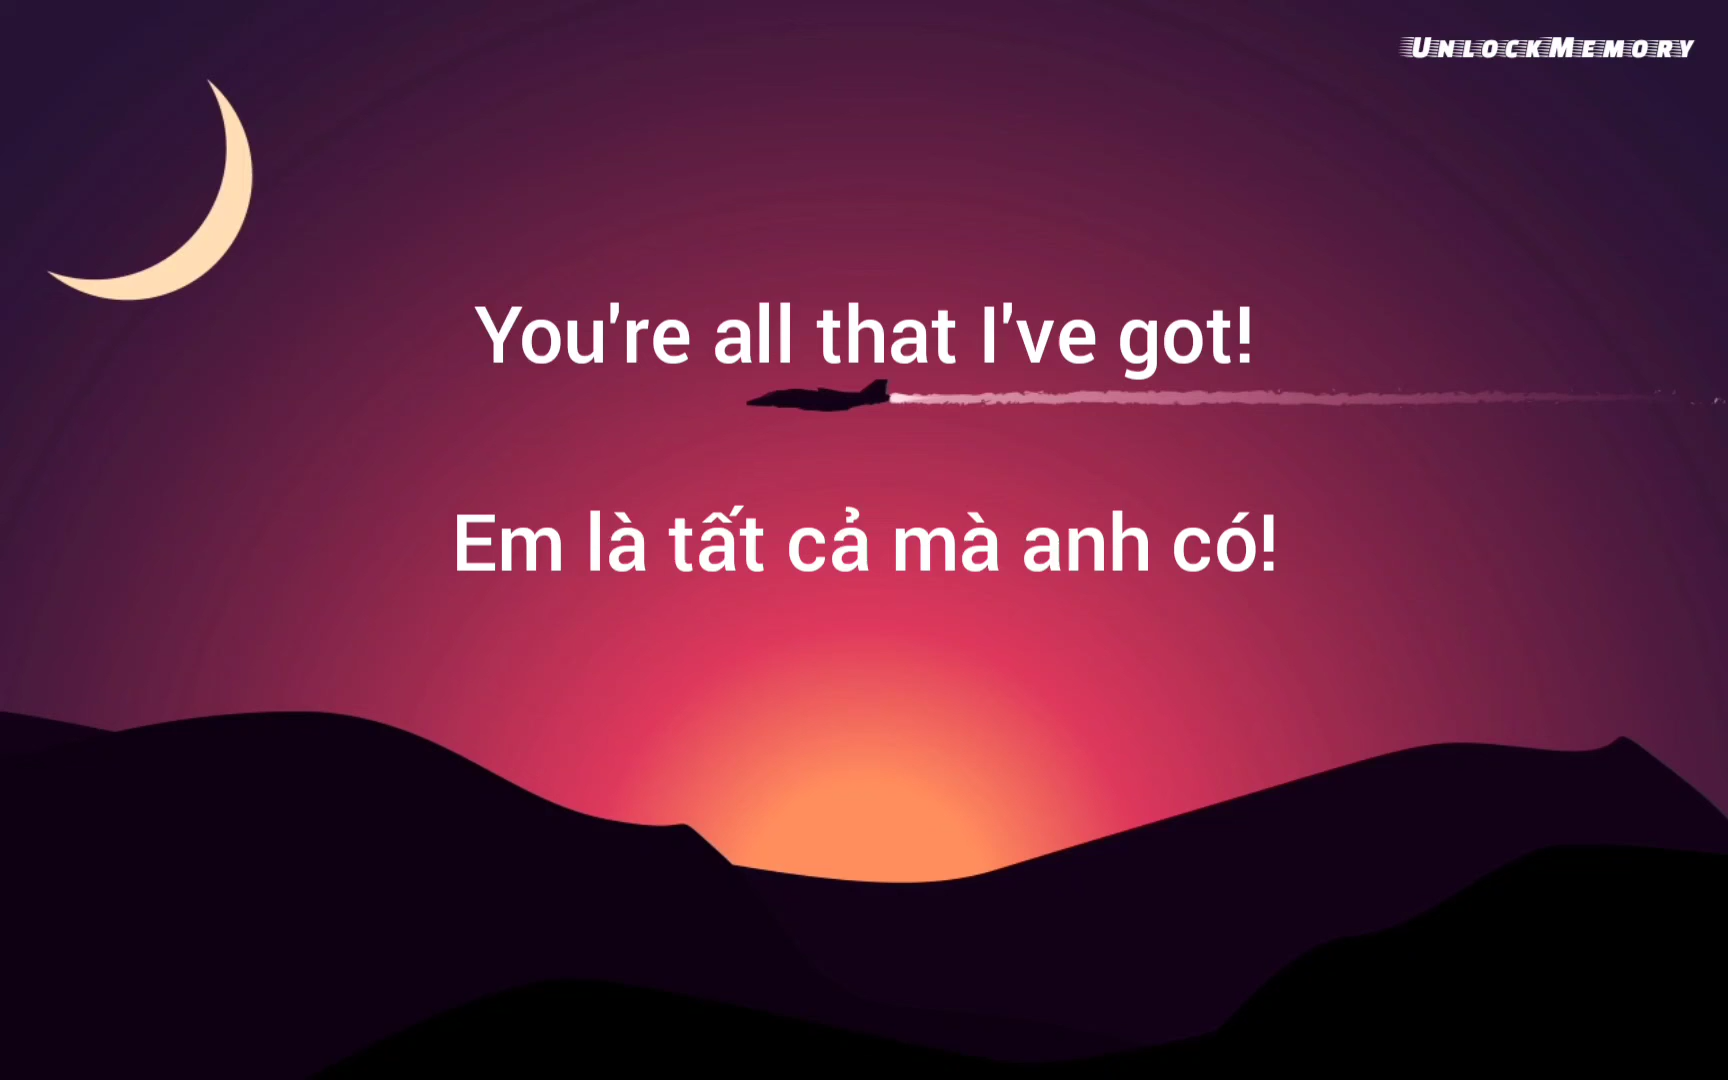 UnlockMemory
You're all that I've got!
Em là tất cả mà anh có!